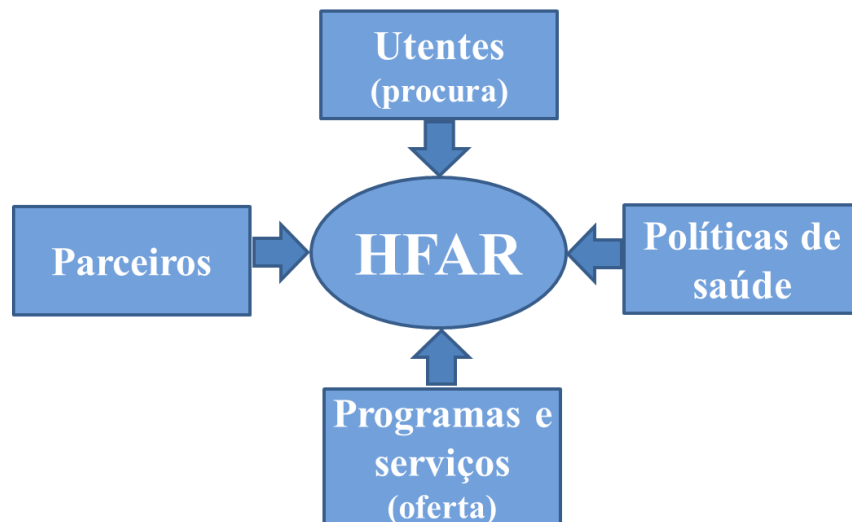 Utentes
(procura)
Parceiros
HFAR
Políticas de
saúde
Programas e
serviços
(oferta)